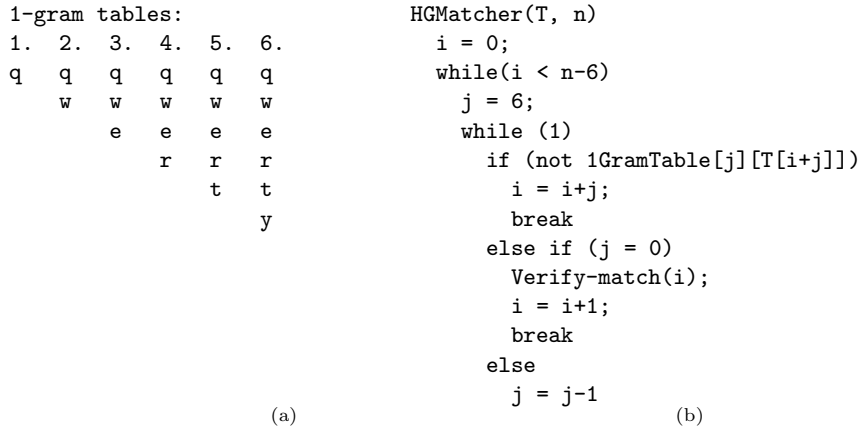 1-gram tables:
1. 2. 3. 4. 5. 6.
q q q q q q
w w w w w
e e e e
r r r
t t
y
(a)
HGMatcher(T, n)
i = 0;
while(i < n-6)
j = 6;
while (1)
if (not 1GramTable[j][T[i+j]])
i = i+j;
break
else if (j = 0)
Verify-match(i);
i = i+1;
break
else
j = j-1
(b)